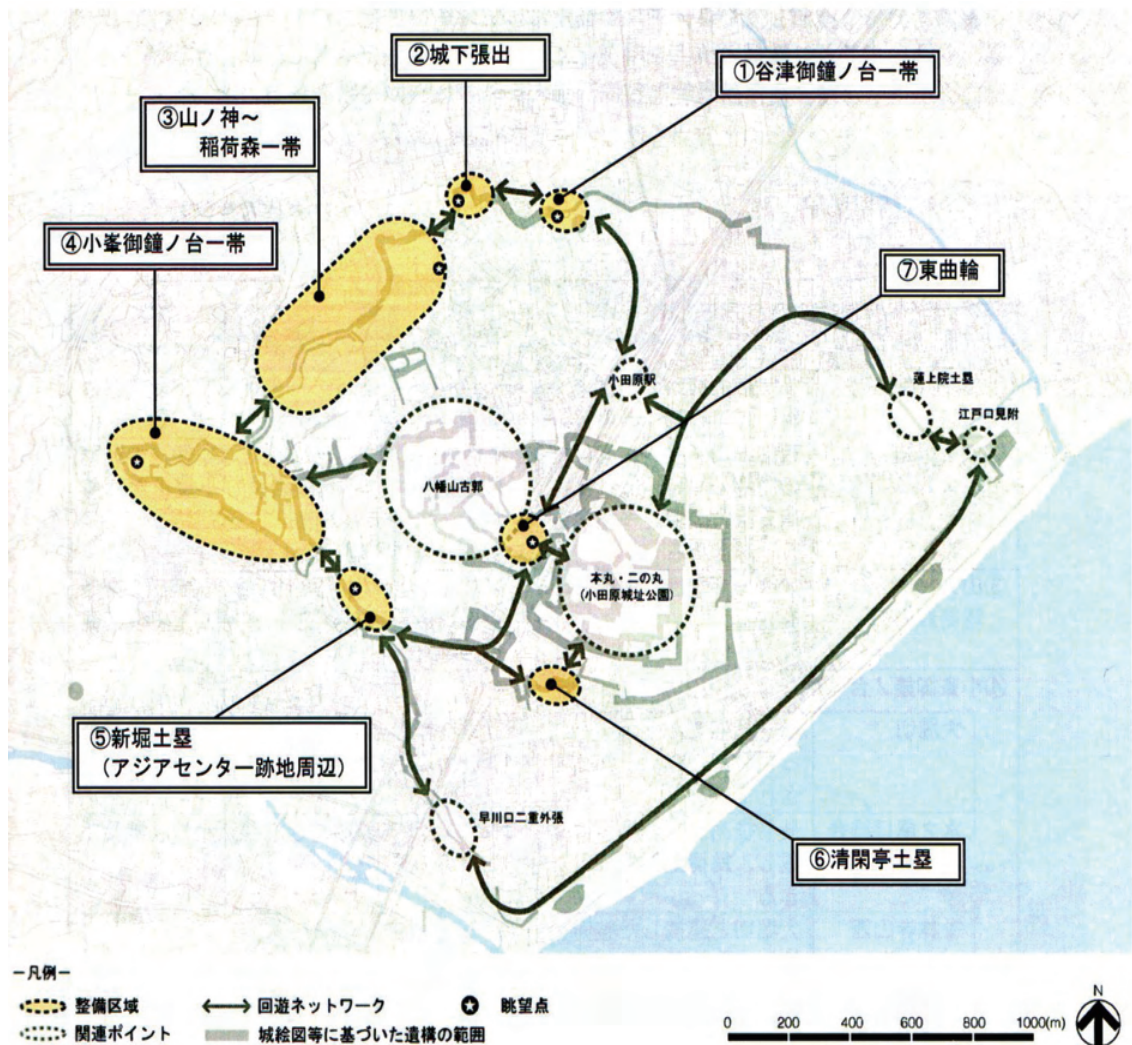 ②城下張出
①谷津御鐘ノ台一帯
③山ノ神～
稲荷森一帯
④小峯御鐘ノ台一帯
⑦東曲輪
小田原駅
蓮上院土塁
江戸口見附
八幡山古郭
本丸・二の丸
(小田原城址公園)
⑤新堀土塁
（アジアセンター跡地周辺）
早川口二重外張
⑥清閑亭土塁
ー凡例ー
整備区域
回遊ネットワーク
眺望点
関連ポイント
城絵図等に基づいた遺構の範囲
0 200 400 600 800 1000(m)
N